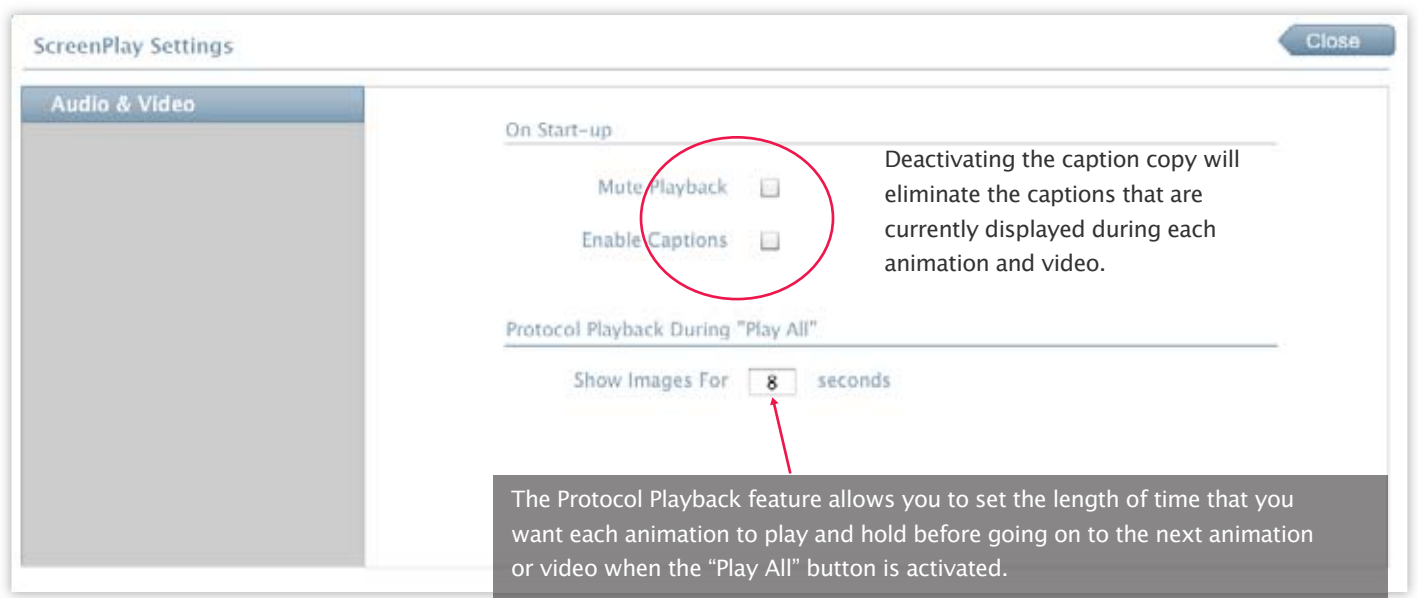 ScreenPlay Settings
Close
Audio & Video
On Start-up
Mute Playback
Enable Captions
Deactivating the caption copy will
eliminate the captions that are
currently displayed during each
animation and video.
Protocol Playback During "Play All"
Show Images For 8 seconds
The Protocol Playback feature allows you to set the length of time that you
want each animation to play and hold before going on to the next animation
or video when the “Play All” button is activated.